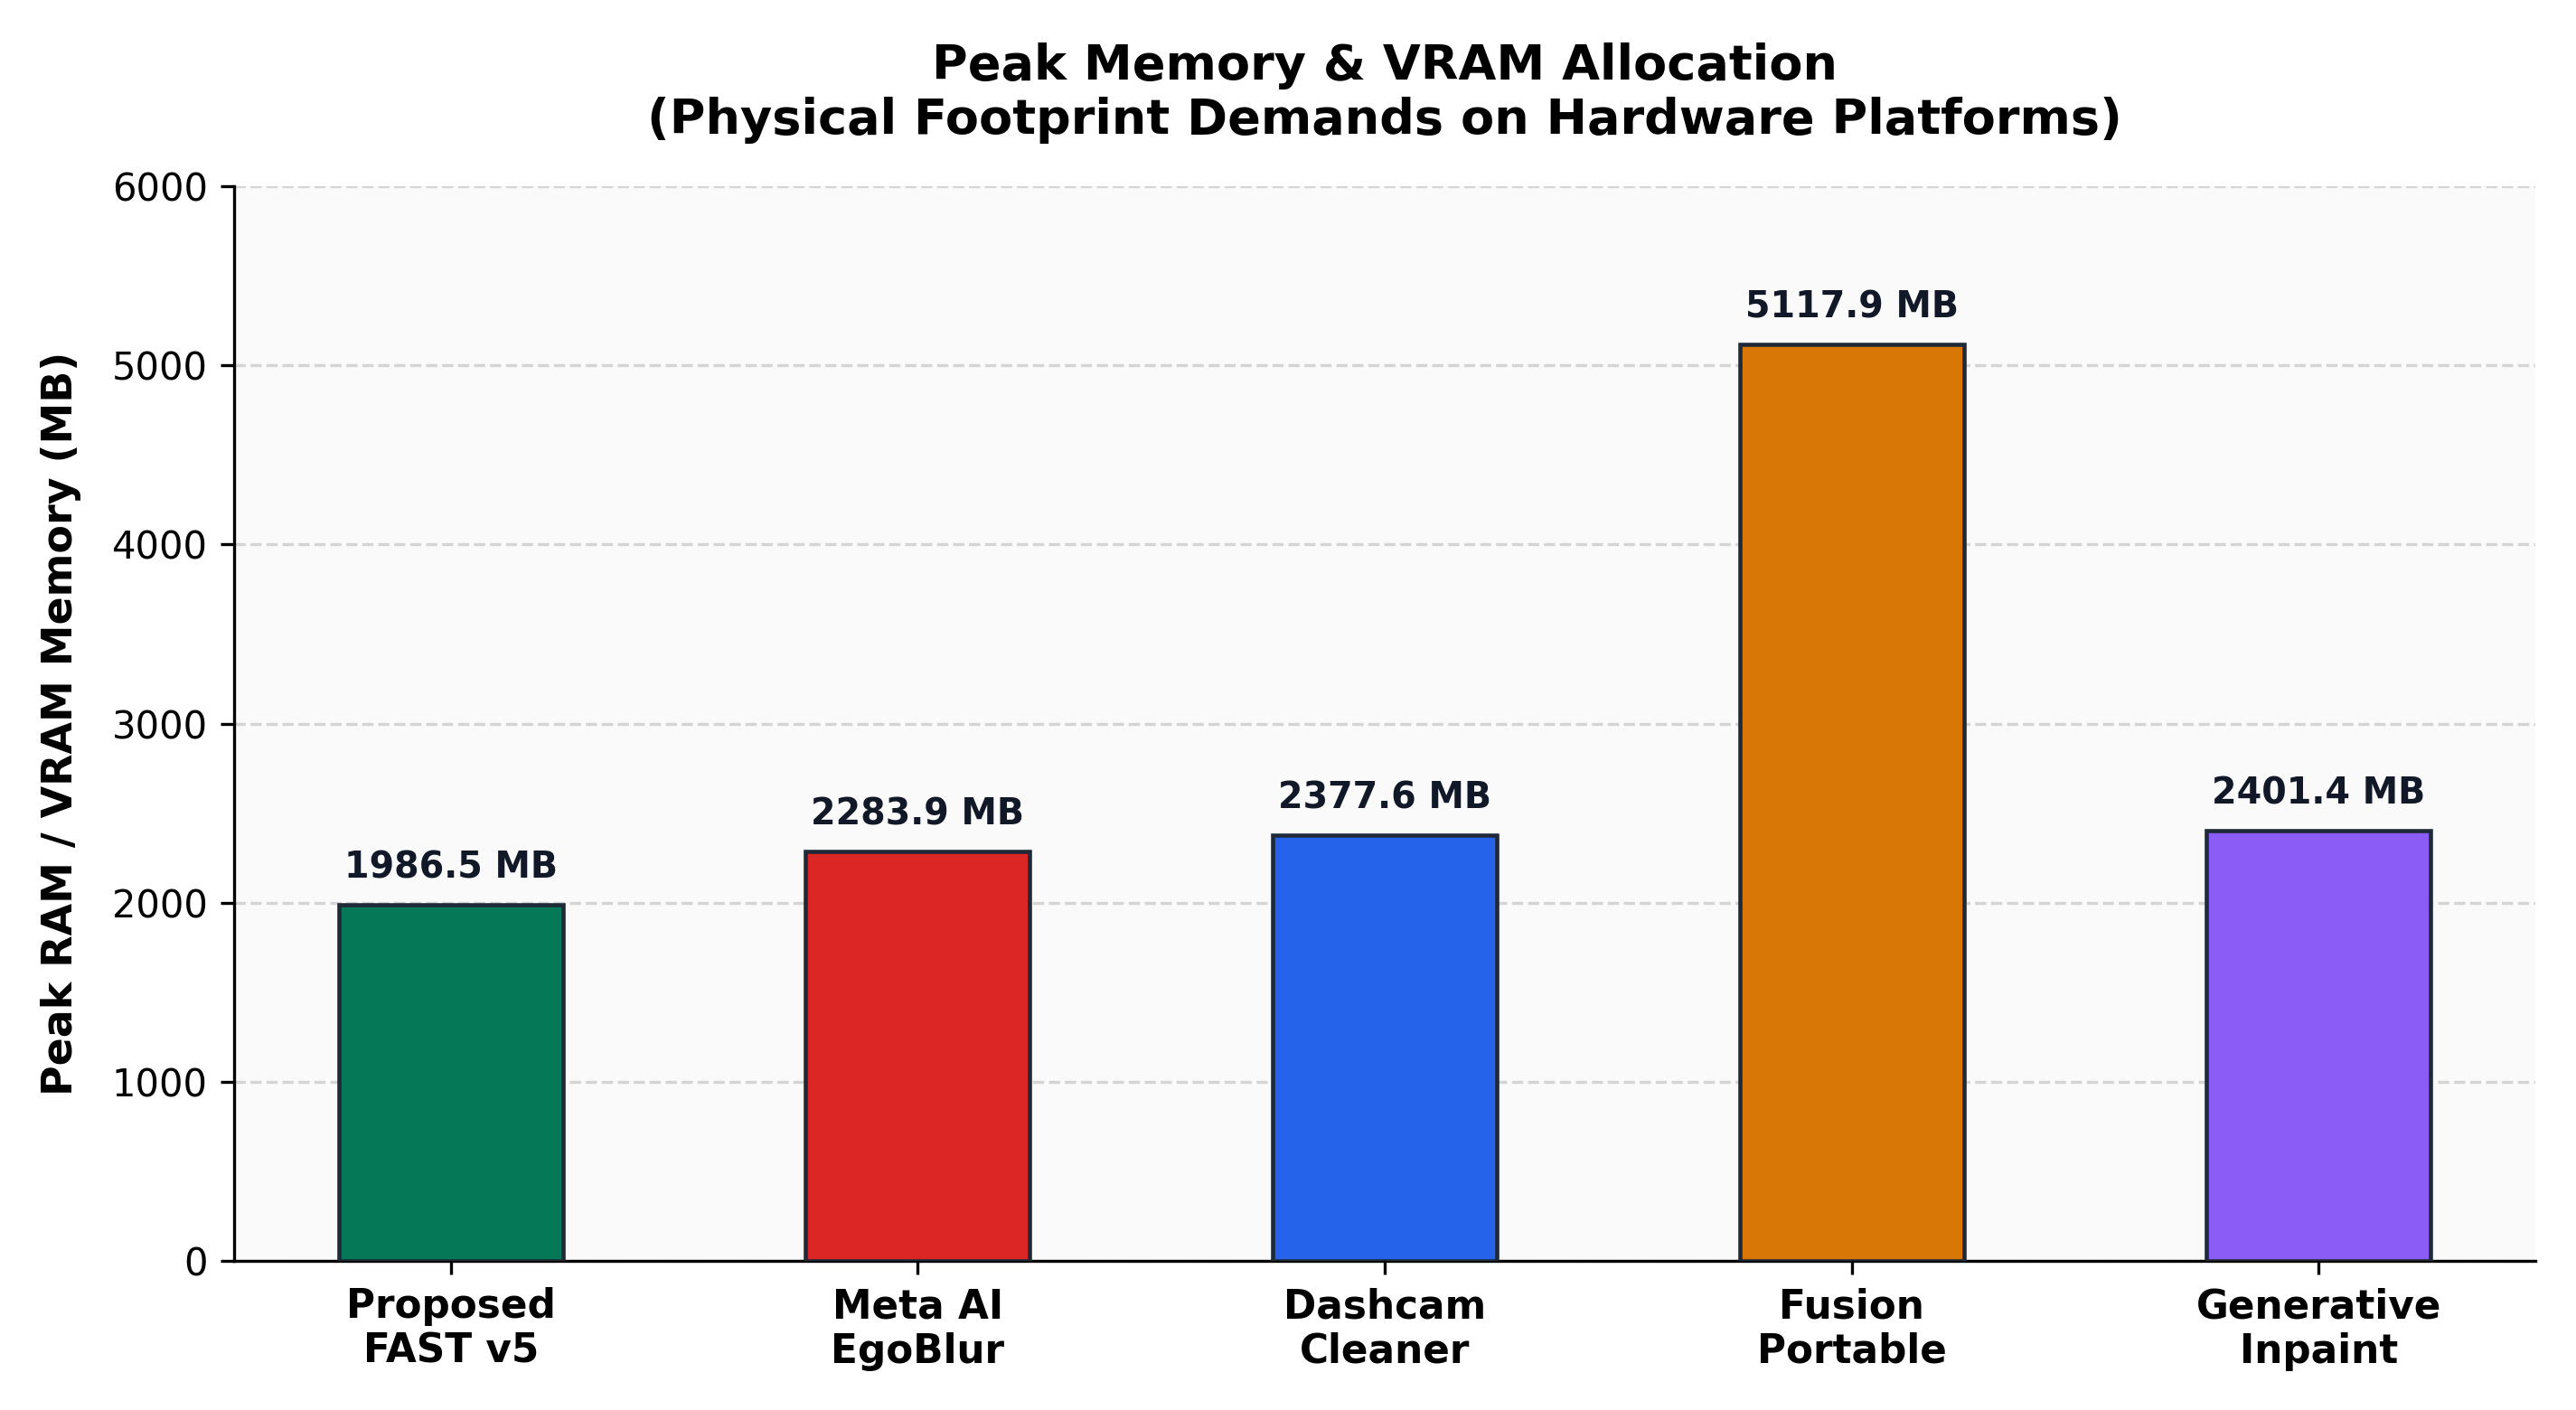 Peak Memory & VRAM Allocation
(Physical Footprint Demands on Hardware Platforms)
Peak RAM / VRAM Memory (MB)
6000
5000
4000
3000
2000
1000
0
1986.5 MB
2283.9 MB
2377.6 MB
5117.9 MB
2401.4 MB
Proposed
FAST v5
Meta AI
EgoBlur
Dashcam
Cleaner
Fusion
Portable
Generative
Inpaint